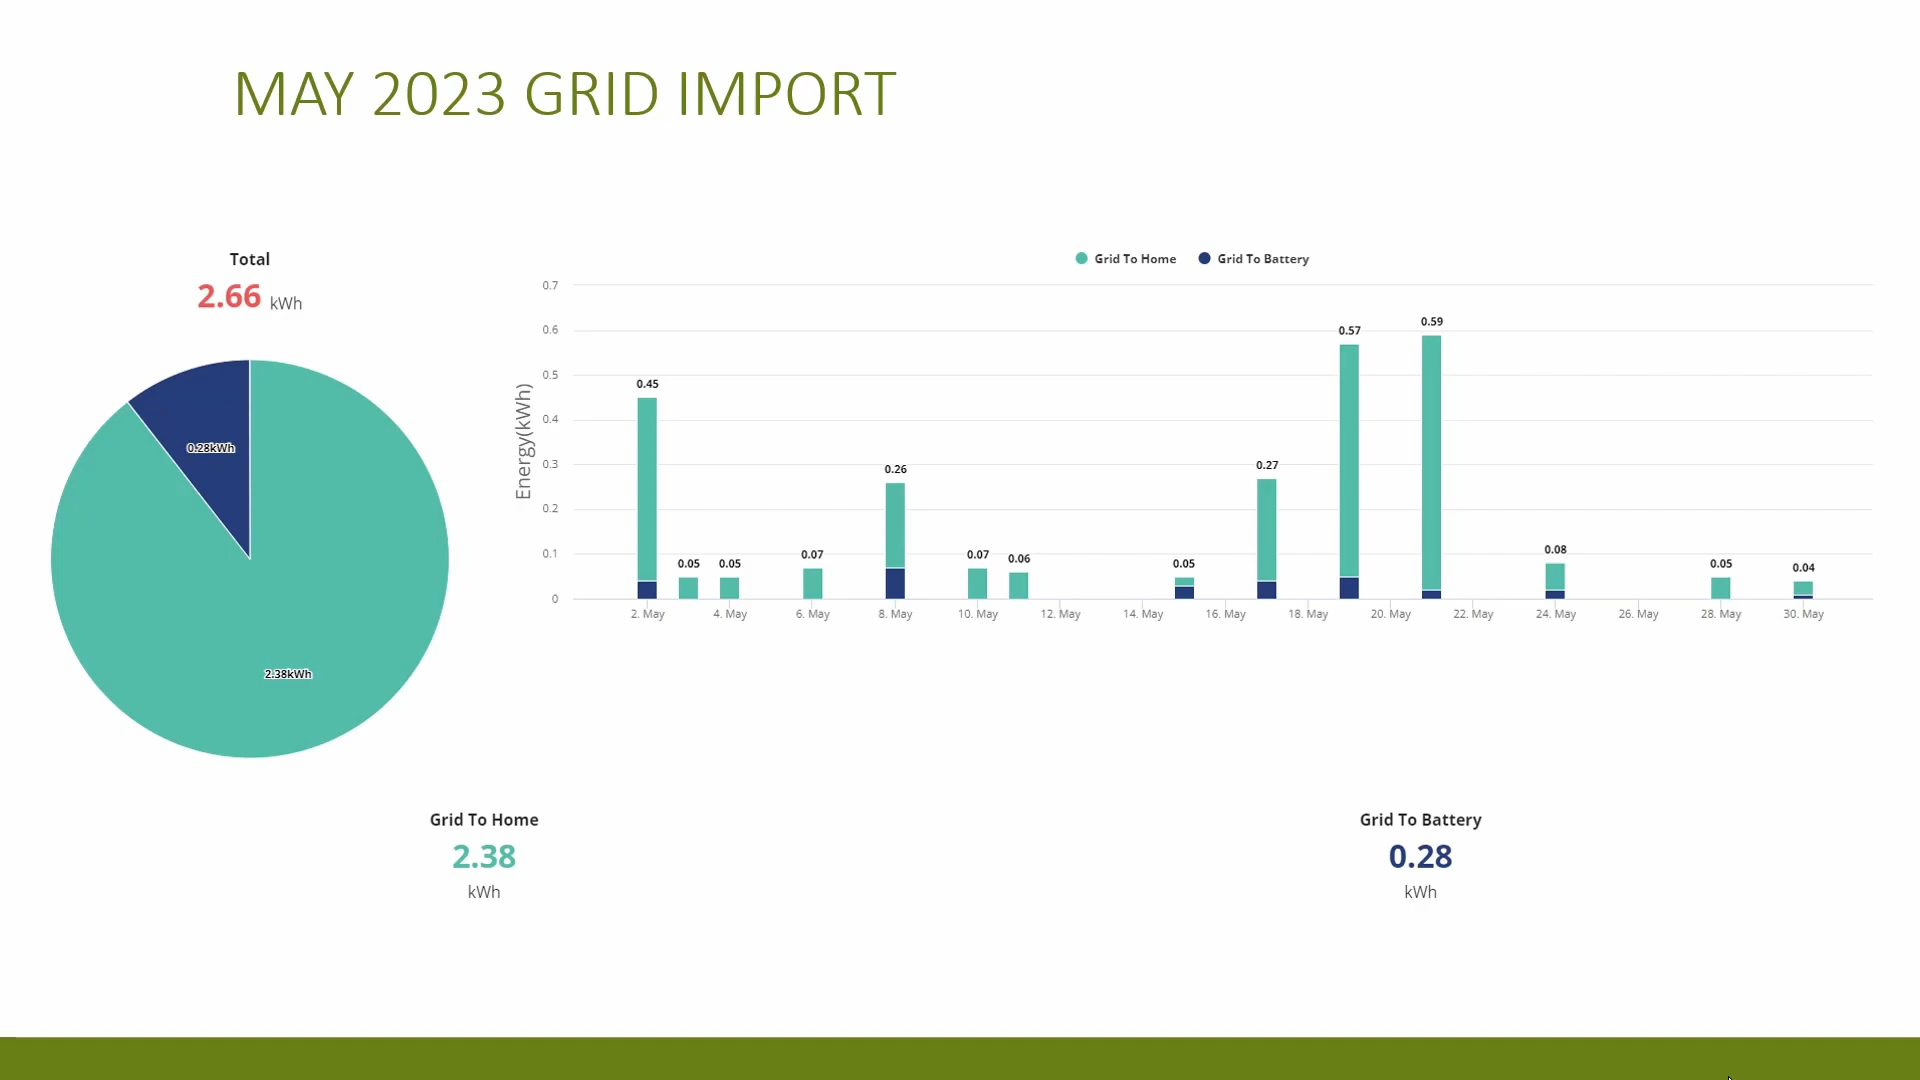 MAY 2023 GRID IMPORT
Total
2.66 kWh
0.28kWh
2.38kWh
Grid To Home
Grid To Battery
Energy(kWh)
0.7
0.6
0.5
0.4
0.3
0.2
0.1
0
0.45
0.05
0.05
0.07
0.26
0.07
0.06
0.05
0.27
0.57
0.59
0.08
0.05
0.04
2. May
4. May
6. May
8. May
10. May
12. May
14. May
16. May
18. May
20. May
22. May
24. May
26. May
28. May
30. May
Grid To Home
2.38
kWh
Grid To Battery
0.28
kWh